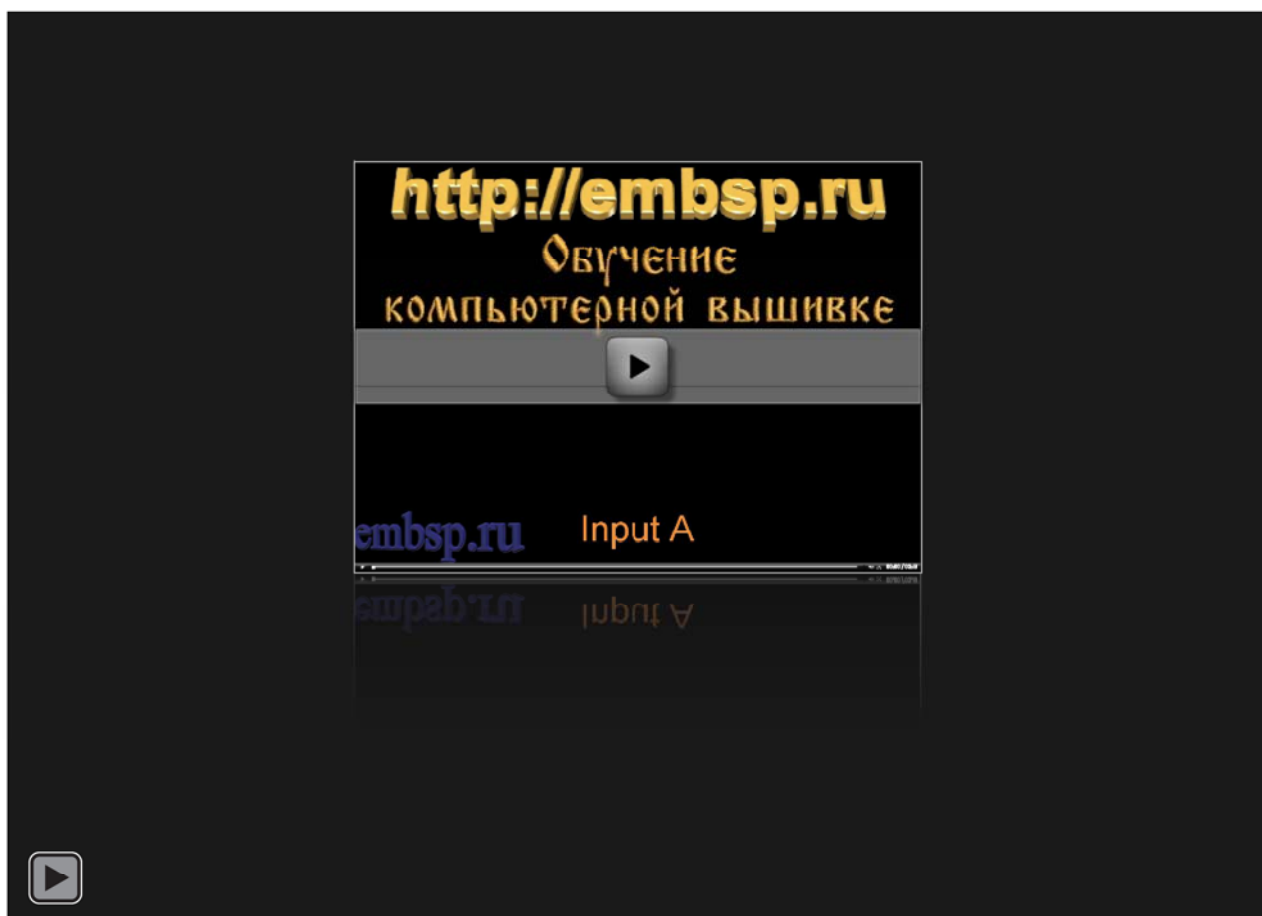 http://embsp.ru
Обучение
компьютерной вышивке
embsp.ru
Input A